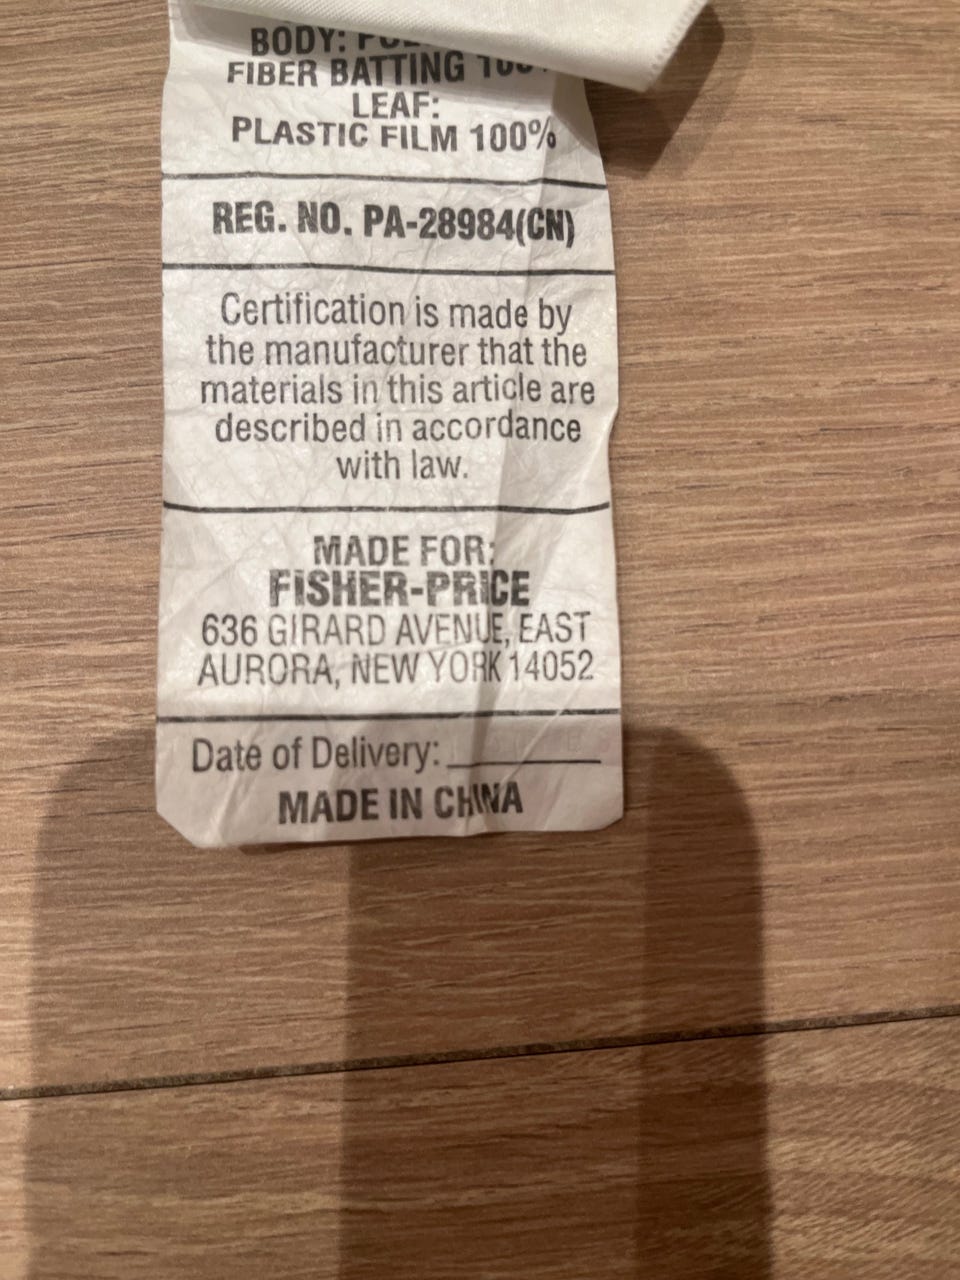 BODY:
FIBER BATTING
LEAF:
PLASTIC FILM 100%
REG. NO. PA-28984(CN)
Certification is made by
the manufacturer that the
materials in this article are
described in accordance
with law.
MADE FOR:
FISHER-PRICE
636 GIRARD AVENUE, EAST
AURORA, NEW YORK 14052
Date of Delivery:
MADE IN CHINA